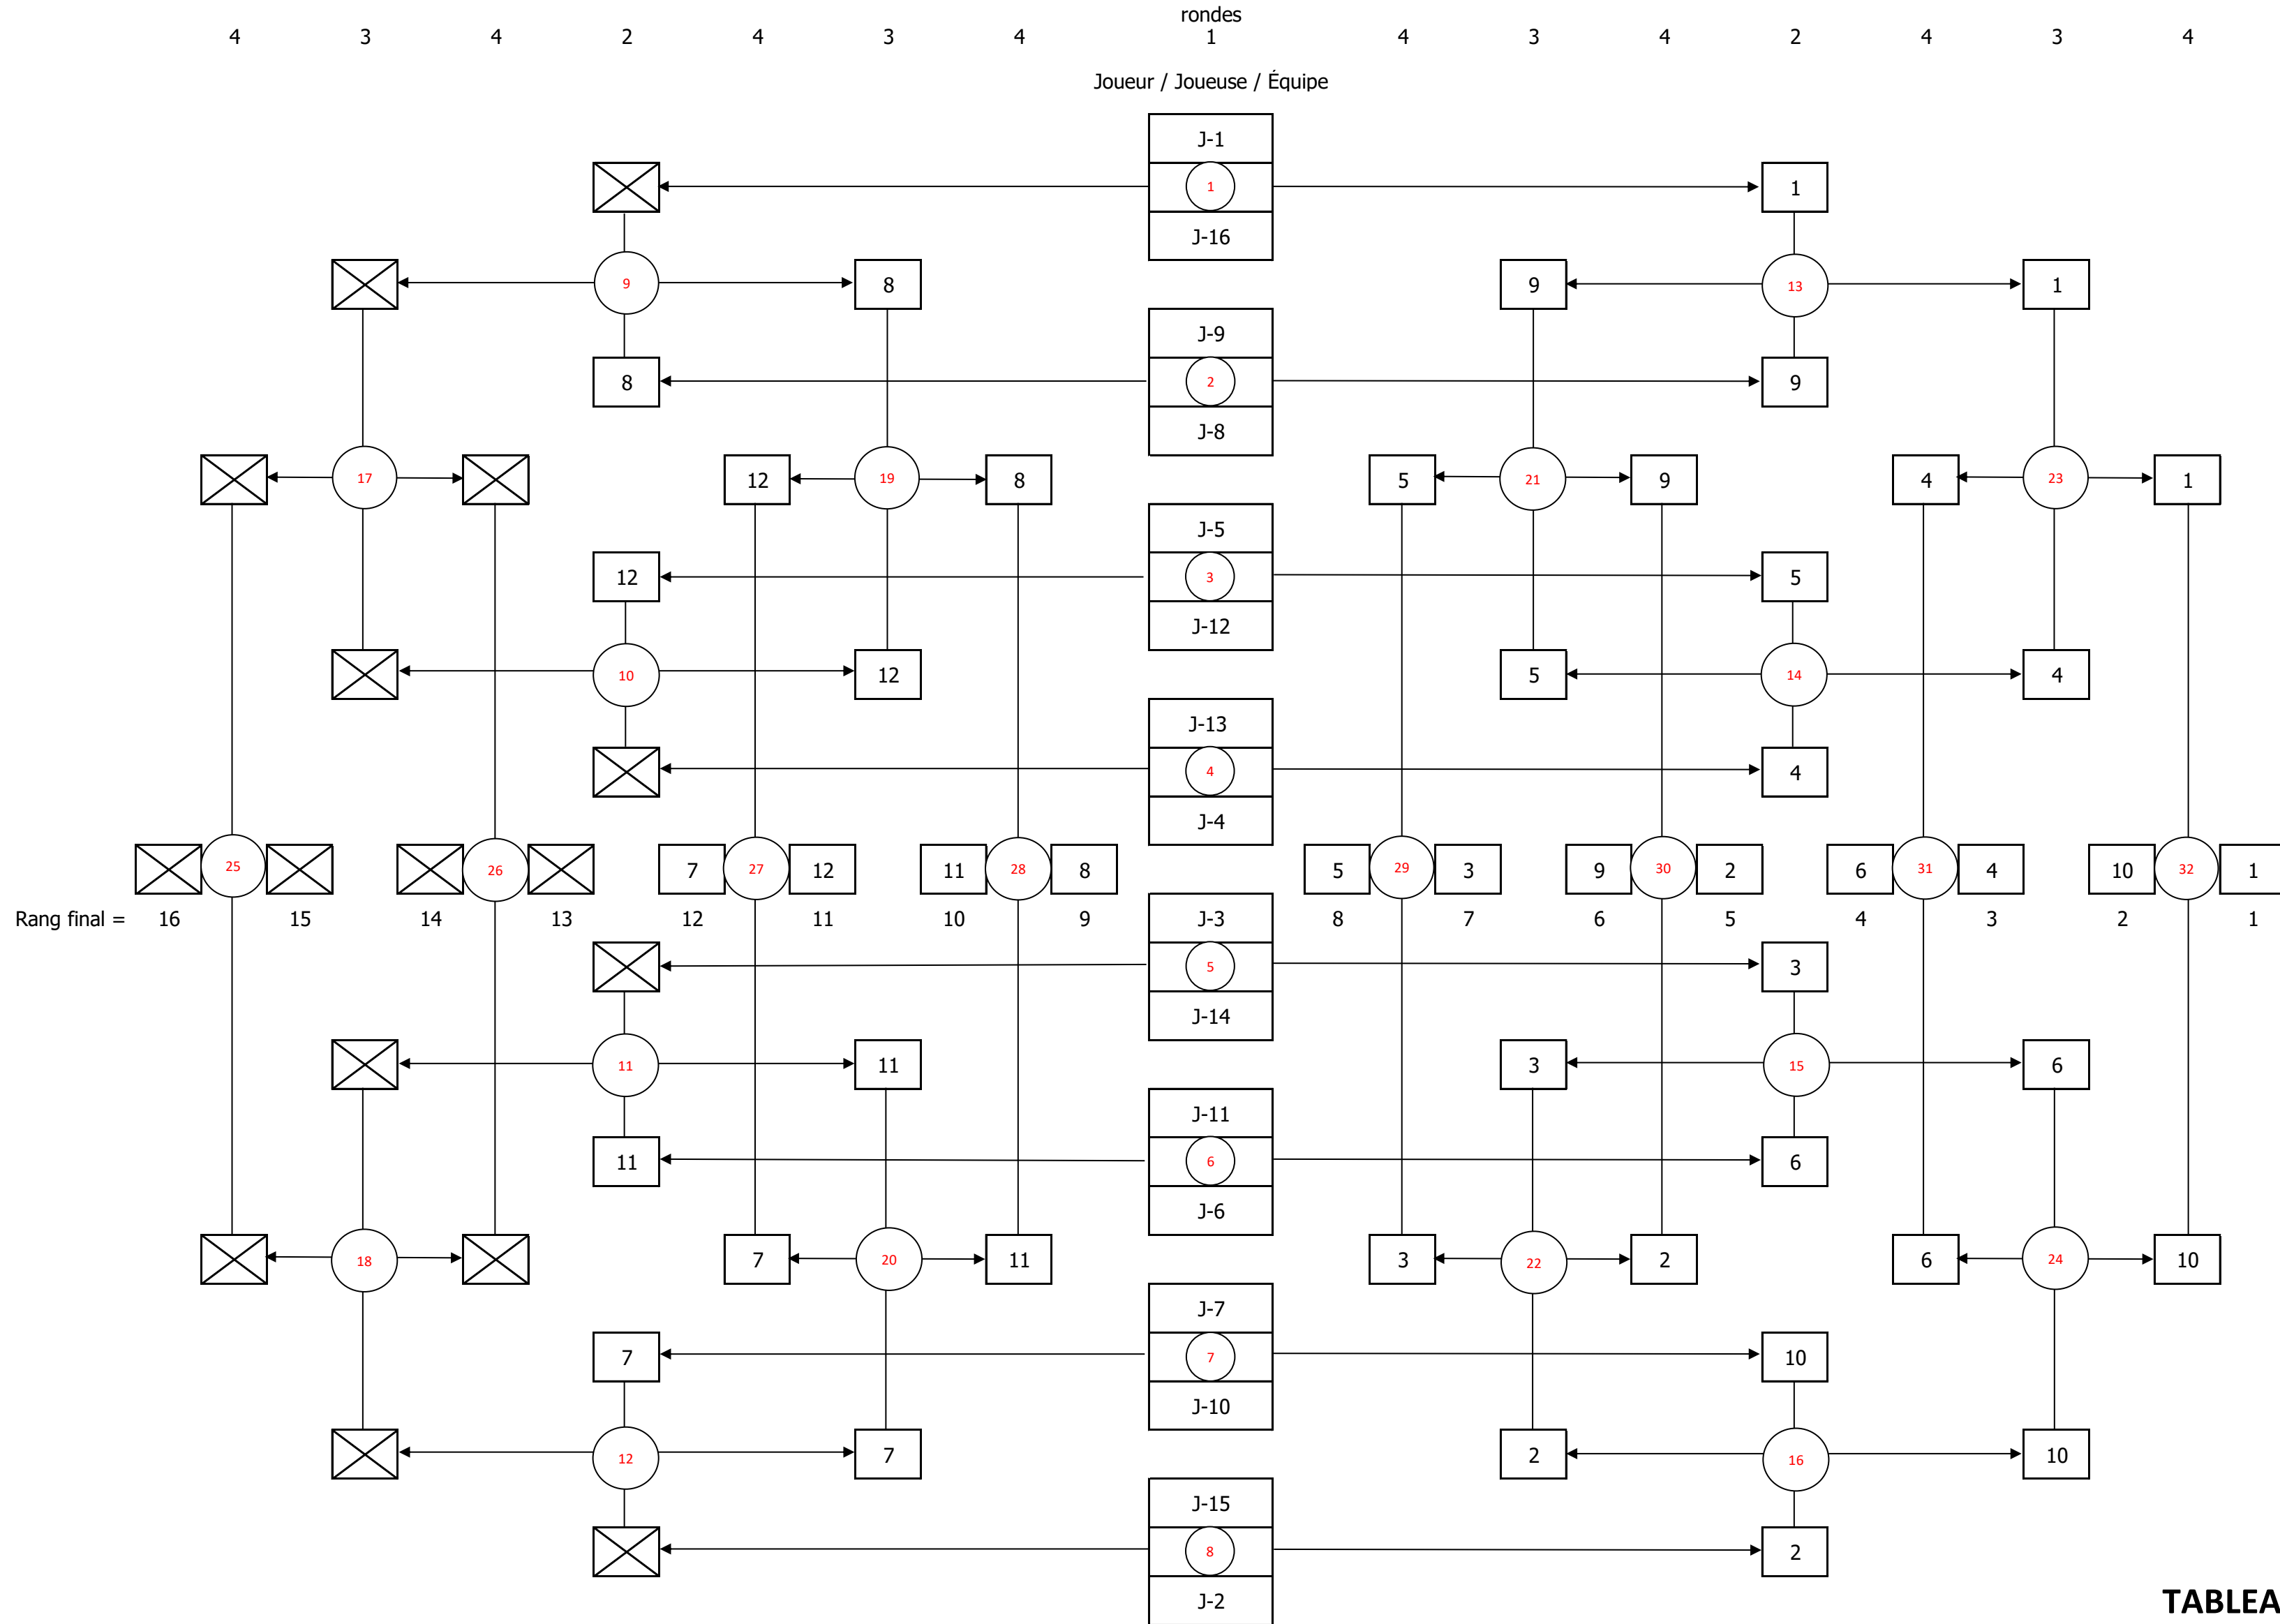 rondes
4 3 4 2 4 3 4 1 4 3 4 2 4 3 4
Joueur / Joueuse / Équipe
J-1
1 1
J-16
9 8 9 13 1
J-9
8 2 9
J-8
17 12 19 8 5 21 9 4 23 1
J-5
12 3 5
J-12
10 12 5 14 4
J-13
4 4
J-4
25 26 7 27 12 11 28 8 5 29 3 9 30 2 6 31 4 10 32 1
Rang final = 16 15 14 13 12 11 10 9 8 7 6 5 4 3 2 1
J-3
5 3
J-14
11 11 3 15 6
J-11
11 6 6
J-6
18 7 20 11 3 22 2 6 24 10
J-7
7 7 10
J-10
12 7 2 16 10
J-15
8 2
J-2
TABLEA